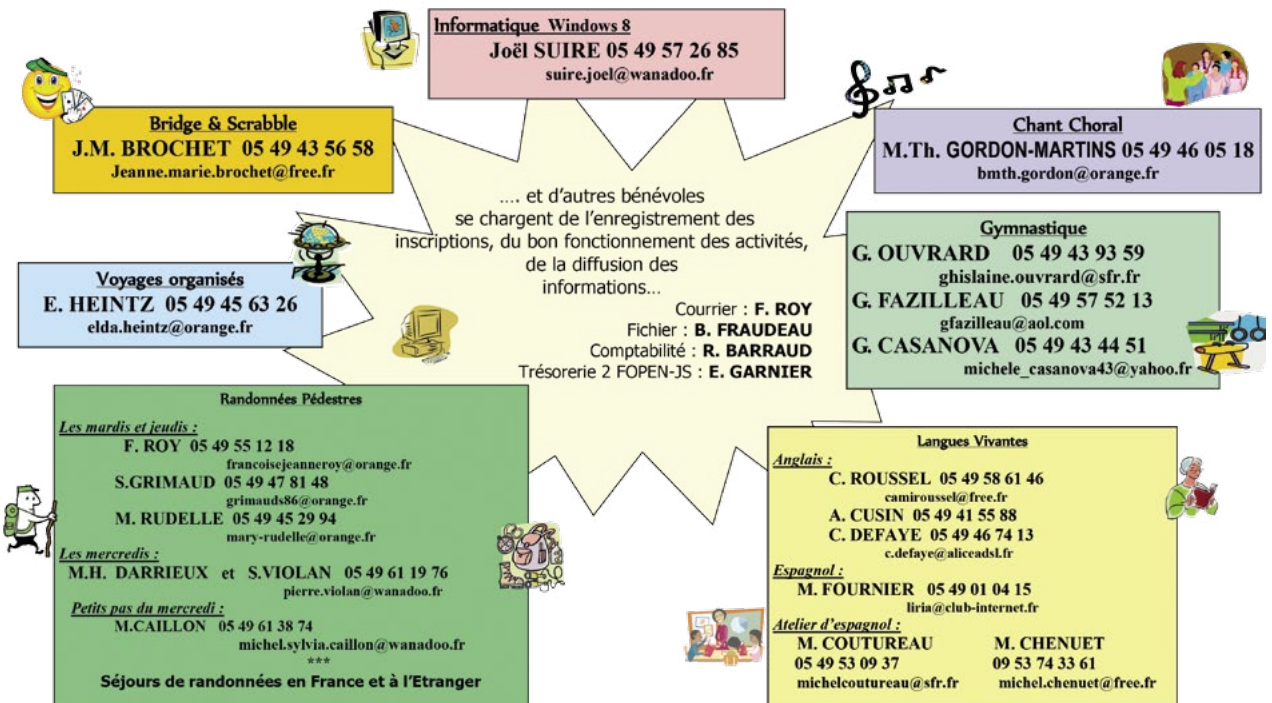 Informatique Windows 8
Joël SUIRE 05 49 57 26 85
suire.joel@wanadoo.fr
Bridge & Scrabble
J.M. BROCHET 05 49 43 56 58
Jeanne.marie.brochet@free.fr
Chant Choral
M.Th. GORDON-MARTINS 05 49 46 05 18
bmth.gordon@orange.fr
.... et d'autres bénévoles
se chargent de l'enregistrement des
inscriptions, du bon fonctionnement des activités,
de la diffusion des
informations...
Courrier : F. ROY
Fichier : B. FRAUDEAU
Comptabilité : R. BARRAUD
Trésorerie 2 FOPEN-JS : E. GARNIER
Voyages organisés
E. HEINTZ 05 49 45 63 26
elda.heintz@orange.fr
Gymnastique
G. OUVRARD 05 49 43 93 59
ghislaine.ouvrard@sfr.fr
G. FAZILLEAU 05 49 57 52 13
gfazilleau@aol.com
G. CASANOVA 05 49 43 44 51
michele_casanova43@yahoo.fr
Randonnées Pédestres
Les mardis et jeudis :
F. ROY 05 49 55 12 18
francoisejeanneroy@orange.fr
S.GRIMAUD 05 49 47 81 48
grimauds86@orange.fr
M. RUDELLE 05 49 45 29 94
mary-rudelle@orange.fr
Les mercredis :
M.H. DARRIEUX et S.VIOLAN 05 49 61 19 76
pierre.violan@wanadoo.fr
Petits pas du mercredi :
M.CAILLON 05 49 61 38 74
michel.sylvia.caillon@wanadoo.fr
***
Séjours de randonnées en France et à l'Etranger
Langues Vivantes
Anglais :
C. ROUSSEL 05 49 58 61 46
camiroussel@free.fr
A. CUSIN 05 49 41 55 88
C. DEFAYE 05 49 46 74 13
c.defaye@aliceadsl.fr
Espagnol :
M. FOURNIER 05 49 01 04 15
liria@club-internet.fr
Atelier d'espagnol :
M. COUTUREAU M. CHENUET
05 49 53 09 37 09 53 74 33 61
michelcoutureau@sfr.fr michel.chenuet@free.fr